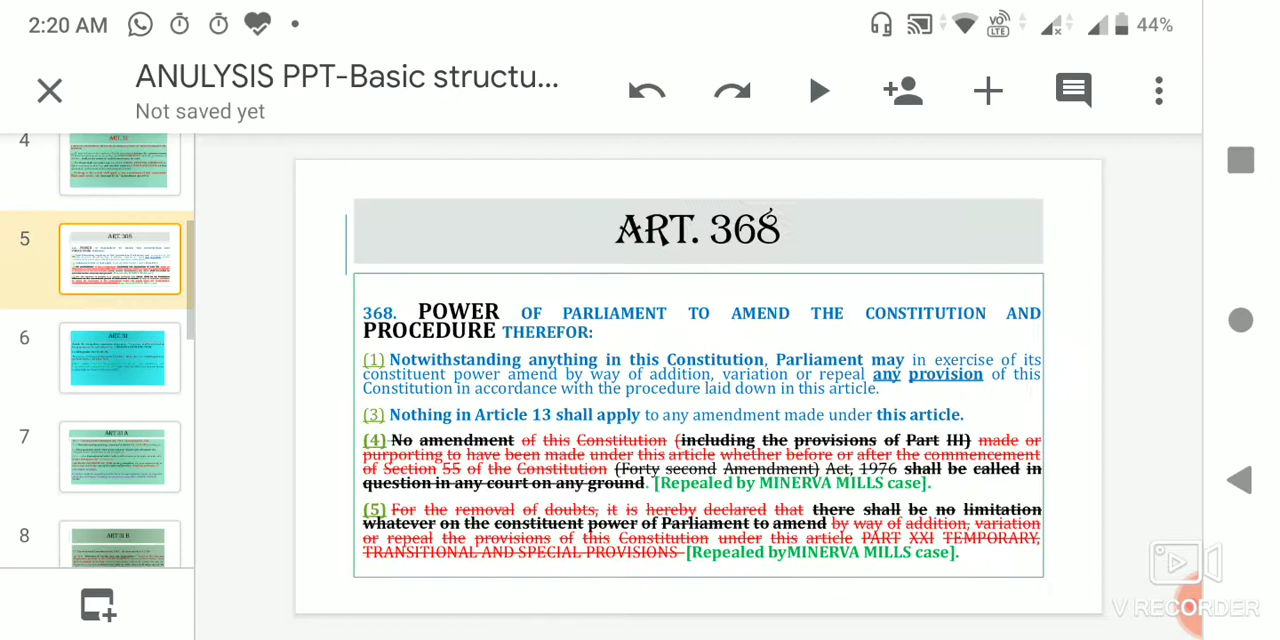 2:20 AM
44%
ANULYSIS PPT-Basic structu...
Not saved yet
4
5
ART. 368
6
7
8
ART. 368
368. POWER OF PARLIAMENT TO AMEND THE CONSTITUTION AND
PROCEDURE THEREFOR:
(1) Notwithstanding anything in this Constitution, Parliament may in exercise of its
constituent power amend by way of addition, variation or repeal any provision of this
Constitution in accordance with the procedure laid down in this article.
(3) Nothing in Article 13 shall apply to any amendment made under this article.
(4) No amendment of this Constitution (including the provisions of Part III) made or
purporting to have been made under this article whether before or after the commencement
of Section 55 of the Constitution (Forty second Amendment) Act, 1976 shall be called in
question in any court on any ground. [Repealed by MINERVA MILLS case].
(5) For the removal of doubts, it is hereby declared that there shall be no limitation
whatever on the constituent power of Parliament to amend by way of addition, variation
or repeal the provisions of this Constitution under this article PART XXI TEMPORARY,
TRANSITIONAL AND SPECIAL PROVISIONS [Repealed byMINERVA MILLS case].
V RECORDER